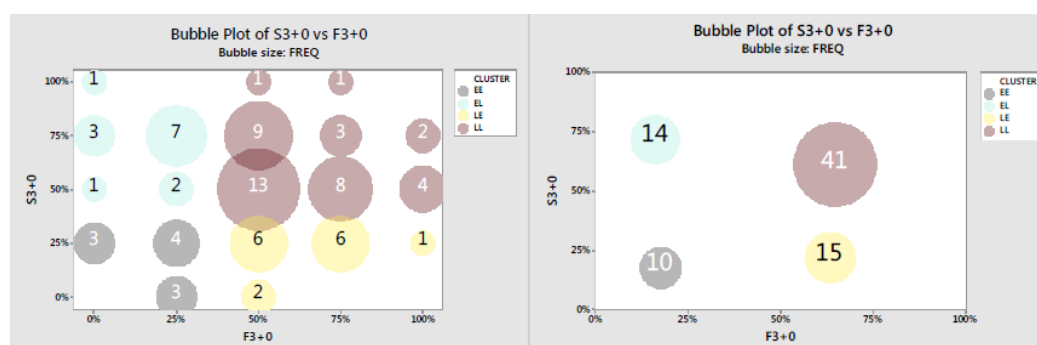 Bubble Plot of S3+0 vs F3+0
Bubble size: FREQ
CLUSTER
EE
EL
LE
LL
S3+0
100%
75%
50%
25%
0%
1 1 1
3 7 9 3 2
1 2 13 8 4
3 4 6 6 1
3 2
0% 25% 50% 75% 100%
F3+0
Bubble Plot of S3+0 vs F3+0
Bubble size: FREQ
CLUSTER
EE
EL
LE
LL
S3+0
100%
75%
50%
25%
0%
14
41
15
10
0% 25% 50% 75% 100%
F3+0